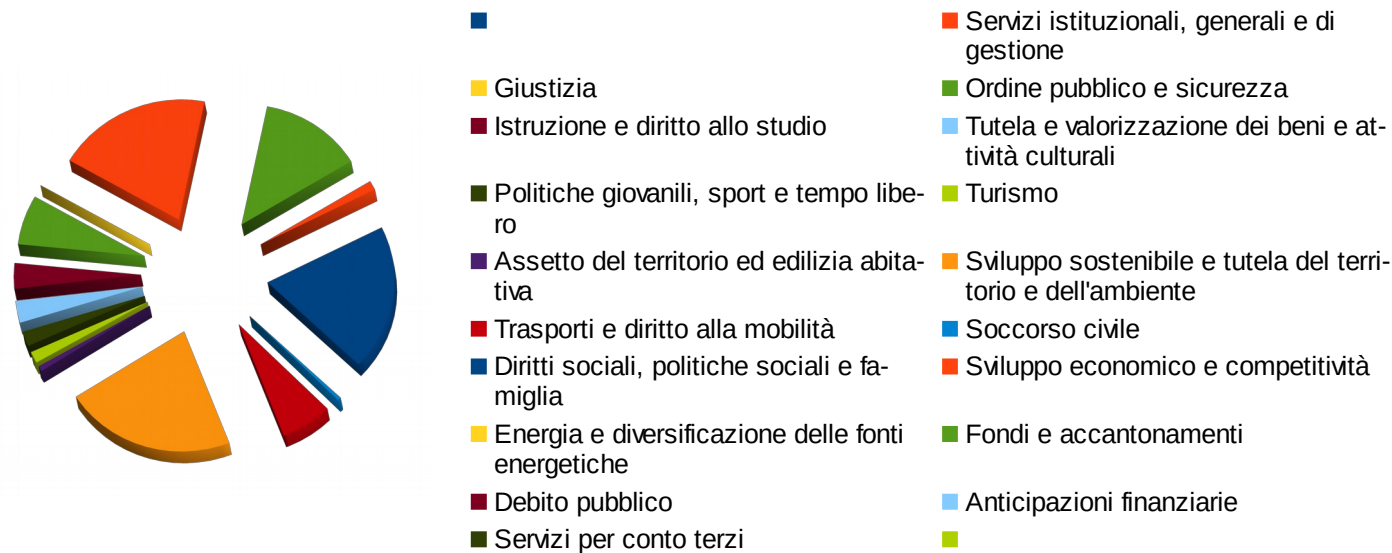 Servizi istituzionali, generali e di
gestione
Giustizia
Ordine pubblico e sicurezza
Istruzione e diritto allo studio
Tutela e valorizzazione dei beni e at-
tività culturali
Politiche giovanili, sport e tempo libe-
ro
Turismo
Assetto del territorio ed edilizia abita-
tiva
Sviluppo sostenibile e tutela del terri-
torio e dell'ambiente
Trasporti e diritto alla mobilità
Soccorso civile
Diritti sociali, politiche sociali e fa-
miglia
Sviluppo economico e competitività
Energia e diversificazione delle fonti
energetiche
Fondi e accantonamenti
Debito pubblico
Anticipazioni finanziarie
Servizi per conto terzi